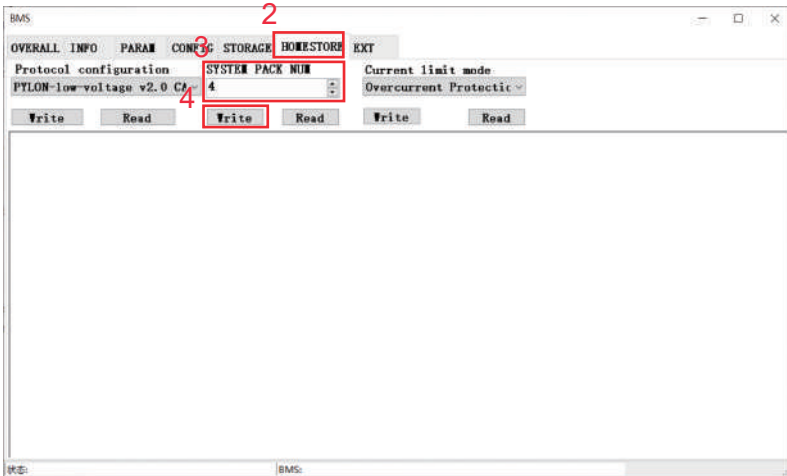 BMS
2
OVERALL INFO PARAM CONFIG STORAGE HOMESTORE EXT
3
Protocol configuration SYSTEM PACK NUM Current limit mode
PYLON-low-voltage v2.0 CA 4 Overcurrent Protectic
4
Write Read Write Read Write Read
状态: BMS: